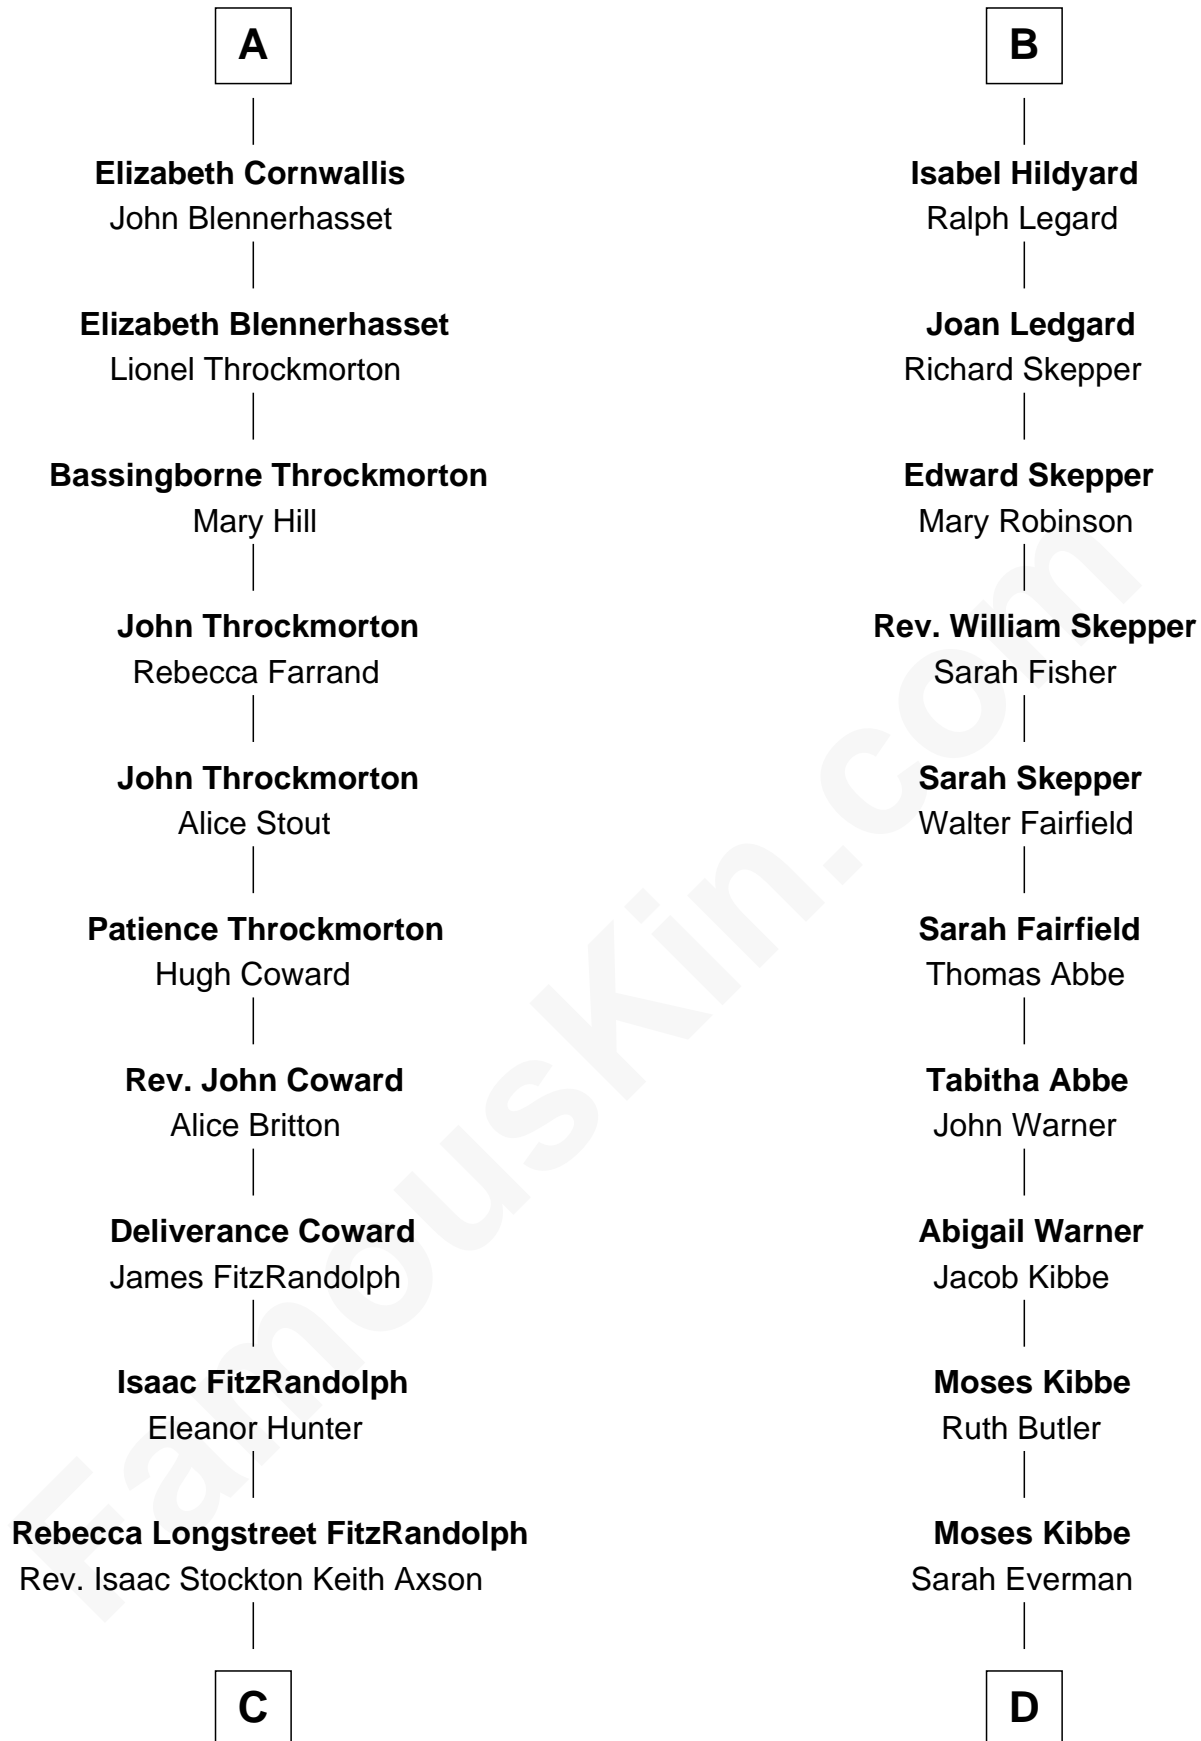 A
Elizabeth Cornwallis
John Blennerhasset
Elizabeth Blennerhasset
Lionel Throckmorton
Bassingborne Throckmorton
Mary Hill
John Throckmorton
Rebecca Farrand
John Throckmorton
Alice Stout
Patience Throckmorton
Hugh Coward
Rev. John Coward
Alice Britton
Deliverance Coward
James FitzRandolph
Isaac FitzRandolph
Eleanor Hunter
Rebecca Longstreet FitzRandolph
Rev. Isaac Stockton Keith Axson
C
B
Isabel Hildyard
Ralph Legard
Joan Ledgard
Richard Skepper
Edward Skepper
Mary Robinson
Rev. William Skepper
Sarah Fisher
Sarah Skepper
Walter Fairfield
Sarah Fairfield
Thomas Abbe
Tabitha Abbe
John Warner
Abigail Warner
Jacob Kibbe
Moses Kibbe
Ruth Butler
Moses Kibbe
Sarah Everman
D
FamousKin.com